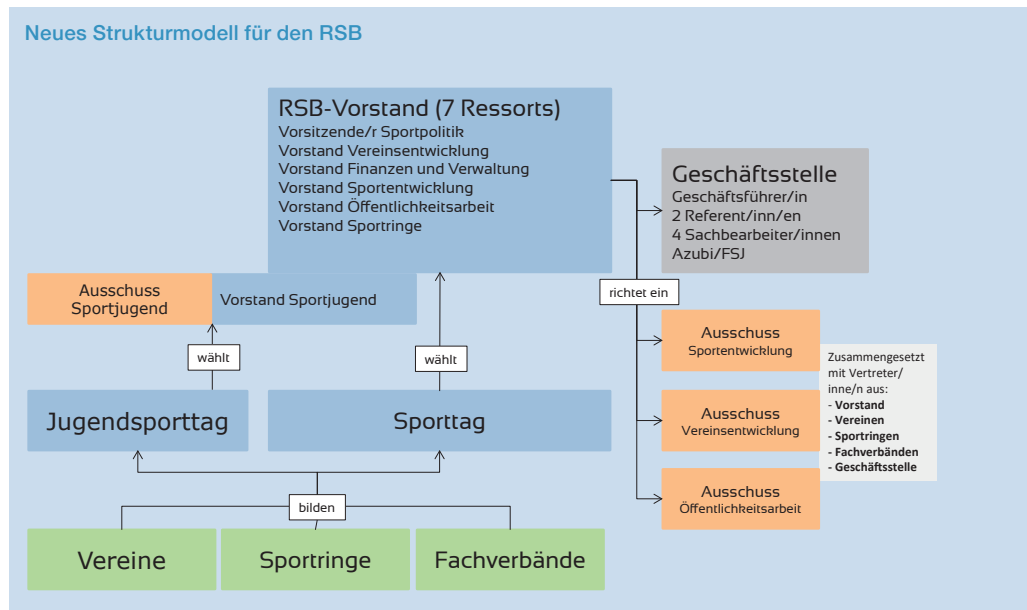 Neues Strukturmodell für den RSB
RSB-Vorstand (7 Ressorts)
Vorsitzende/r Sportpolitik
Vorstand Vereinsentwicklung
Vorstand Finanzen und Verwaltung
Vorstand Sportentwicklung
Vorstand Öffentlichkeitsarbeit
Vorstand Sportringe
Geschäftsstelle
Geschäftsführer/in
2 Referent/inn/en
4 Sachbearbeiter/innen
Azubi/FSJ
Ausschuss
Sportjugend
Vorstand Sportjugend
richtet ein
wählt
wählt
Ausschuss
Sportentwicklung
Ausschuss
Vereinsentwicklung
Ausschuss
Öffentlichkeitsarbeit
Zusammengesetzt
mit Vertreter/
inne/n aus:
- Vorstand
- Vereinen
- Sportringen
- Fachverbänden
- Geschäftsstelle
Jugendsporttag
Sporttag
bilden
Vereine
Sportringe
Fachverbände